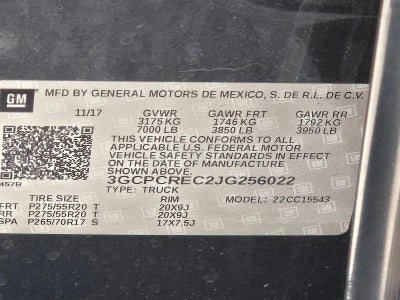 GM MFD BY GENERAL MOTORS DE MEXICO, S. DE R.L. DE C.V.
11/17 GVWR GAWR FRT GAWR RR
3175 KG 1746 KG 1792 KG
7000 LB 3850 LB 3950 LB
THIS VEHICLE CONFORMS TO ALL
APPLICABLE U.S. FEDERAL MOTOR
VEHICLE SAFETY STANDARDS IN EFFECT
ON THE DATE OF MANUFACTURE
SHOWN ABOVE.
3GCPCREC2JG256022
457B TYPE: TRUCK
TIRE SIZE RIM MODEL: 22CC15543
FRT P275/55R20 T 20X9J
RR P275/55R20 T 20X9J
SPA P265/70R17 S 17X7.5J